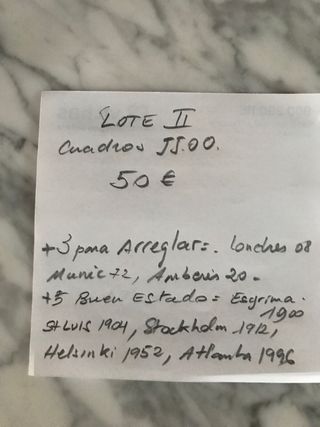 LOTE II
Cuadros JJ.OO.
50 €
+3 para Arreglar: Londres 08
Munic 72, Amberes 20.
+5 Buen Estado: Esgrima 1900
St Luis 1904, Stockholm 1912,
Helsinki 1952, Atlanta 1996